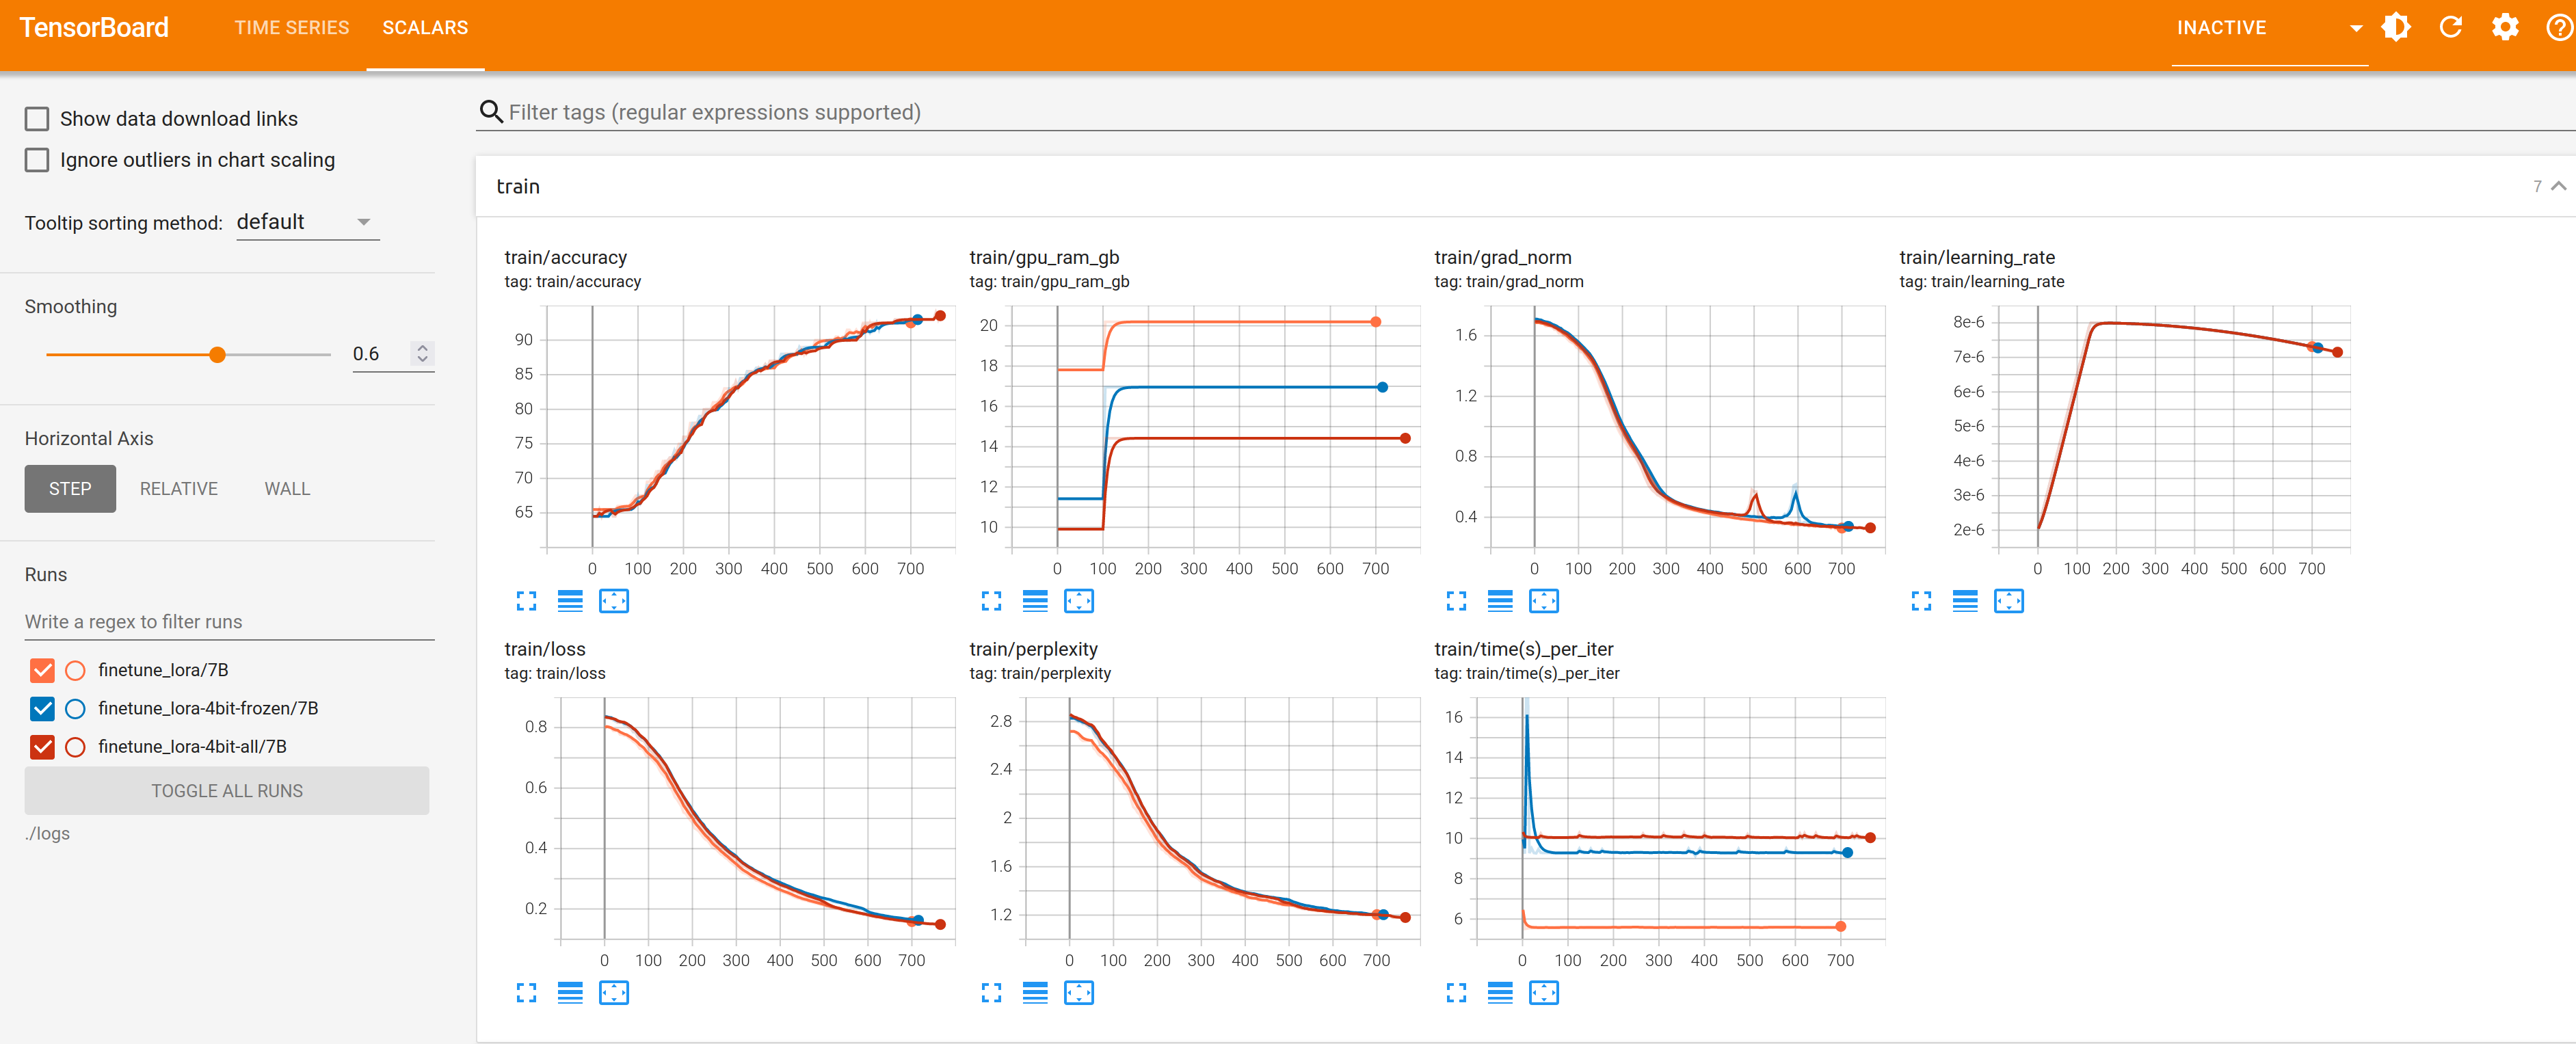 TensorBoard
TIME SERIES
SCALARS
INACTIVE
Show data download links
Ignore outliers in chart scaling
Tooltip sorting method: default
Smoothing
0.6
Horizontal Axis
STEP
RELATIVE
WALL
Runs
Write a regex to filter runs
finetune_lora/7B
finetune_lora-4bit-frozen/7B
finetune_lora-4bit-all/7B
TOGGLE ALL RUNS
./logs
Filter tags (regular expressions supported)
train
7
train/accuracy
tag: train/accuracy
90
85
80
75
70
65
0 100 200 300 400 500 600 700
train/gpu_ram_gb
tag: train/gpu_ram_gb
20
18
16
14
12
10
0 100 200 300 400 500 600 700
train/grad_norm
tag: train/grad_norm
1.6
1.2
0.8
0.4
0 100 200 300 400 500 600 700
train/learning_rate
tag: train/learning_rate
8e-6
7e-6
6e-6
5e-6
4e-6
3e-6
2e-6
0 100 200 300 400 500 600 700
train/loss
tag: train/loss
0.8
0.6
0.4
0.2
0 100 200 300 400 500 600 700
train/perplexity
tag: train/perplexity
2.8
2.4
2
1.6
1.2
0 100 200 300 400 500 600 700
train/time(s)_per_iter
tag: train/time(s)_per_iter
16
14
12
10
8
6
0 100 200 300 400 500 600 700